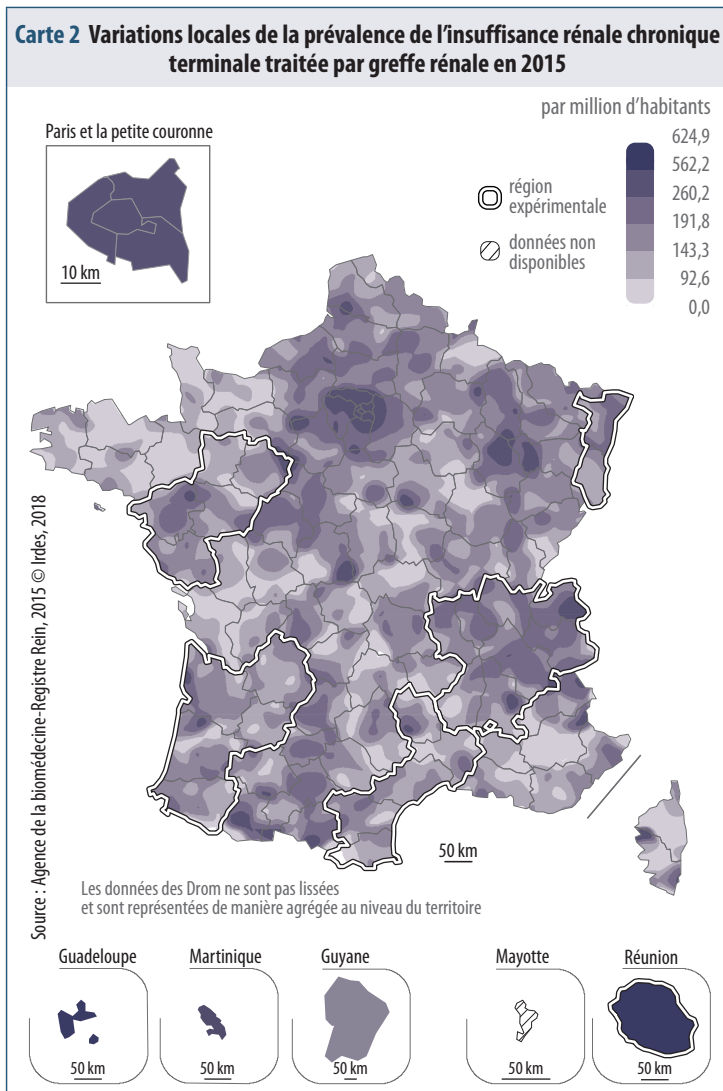 Carte 2 Variations locales de la prévalence de l'insuffisance rénale chronique
terminale traitée par greffe rénale en 2015
par million d'habitants
624,9
562,2
260,2
191,8
143,3
92,6
0,0
région
expérimentale
données non
disponibles
Paris et la petite couronne
10 km
Source : Agence de la biomédecine-Registre Rein, 2015 © Irdes, 2018
50 km
Les données des Drom ne sont pas lissées
et sont représentées de manière agrégée au niveau du territoire
Guadeloupe
50 km
Martinique
50 km
Guyane
50 km
Mayotte
50 km
Réunion
50 km